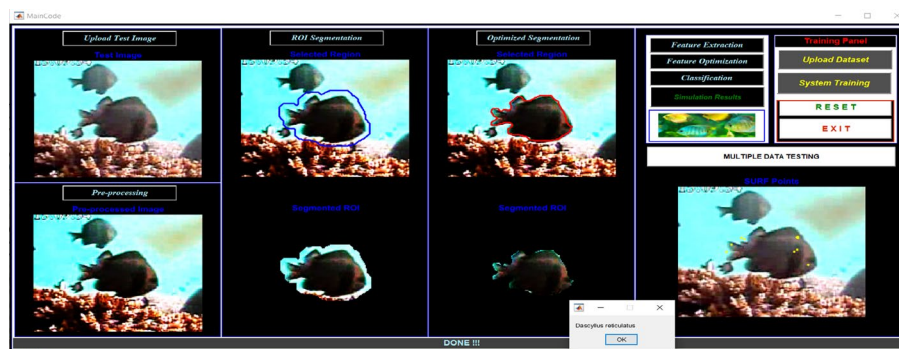 MainCode
Upload Test Image
Test Image
Pre-processing
Pre-processed Image
ROI Segmentation
Selected Region
Segmented ROI
Optimized Segmentation
Selected Region
Segmented ROI
Feature Extraction
Feature Optimization
Classification
Simulation Results
Training Panel
Upload Dataset
System Training
RESET
EXIT
MULTIPLE DATA TESTING
SURF Points
Dascyllus reticulatus
OK
DONE !!!